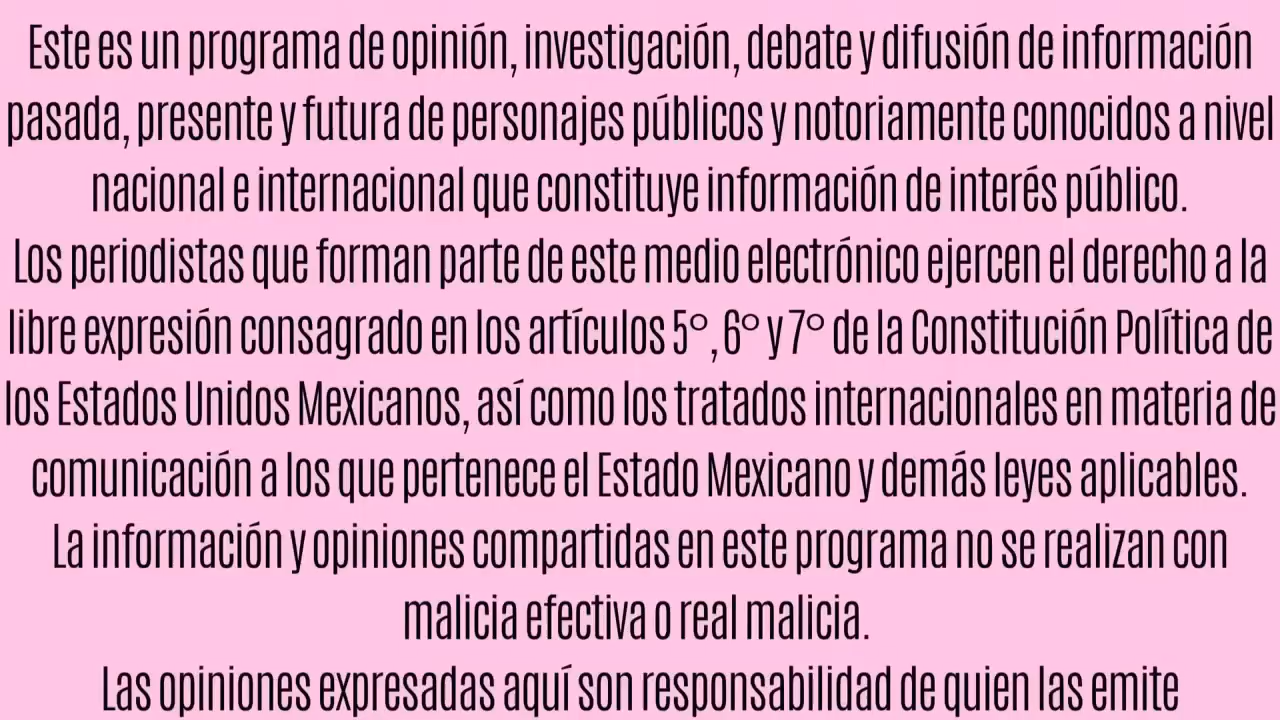 Este es un programa de opinión, investigación, debate y difusión de información
pasada, presente y futura de personajes públicos y notoriamente conocidos a nivel
nacional e internacional que constituye información de interés público.
Los periodistas que forman parte de este medio electrónico ejercen el derecho a la
libre expresión consagrado en los artículos 5º, 6º y 7º de la Constitución Política de
los Estados Unidos Mexicanos, así como los tratados internacionales en materia de
comunicación a los que pertenece el Estado Mexicano y demás leyes aplicables.
La información y opiniones compartidas en este programa no se realizan con
malicia efectiva o real malicia.
Las opiniones expresadas aquí son responsabilidad de quien las emite